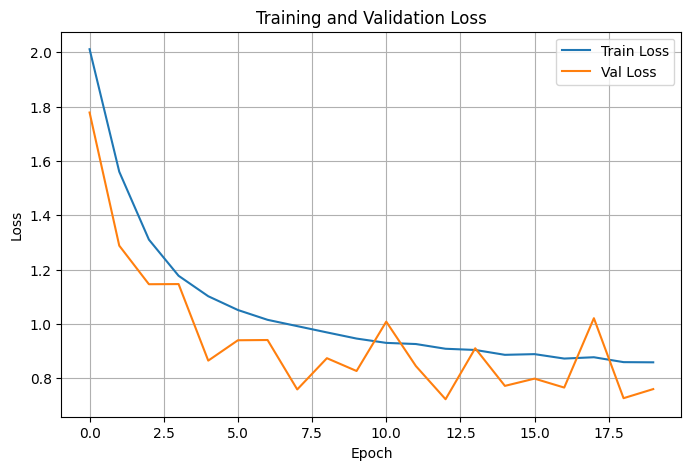 Training and Validation Loss
Train Loss
Val Loss
2.0
1.8
1.6
1.4
1.2
1.0
0.8
Loss
0.0 2.5 5.0 7.5 10.0 12.5 15.0 17.5
Epoch